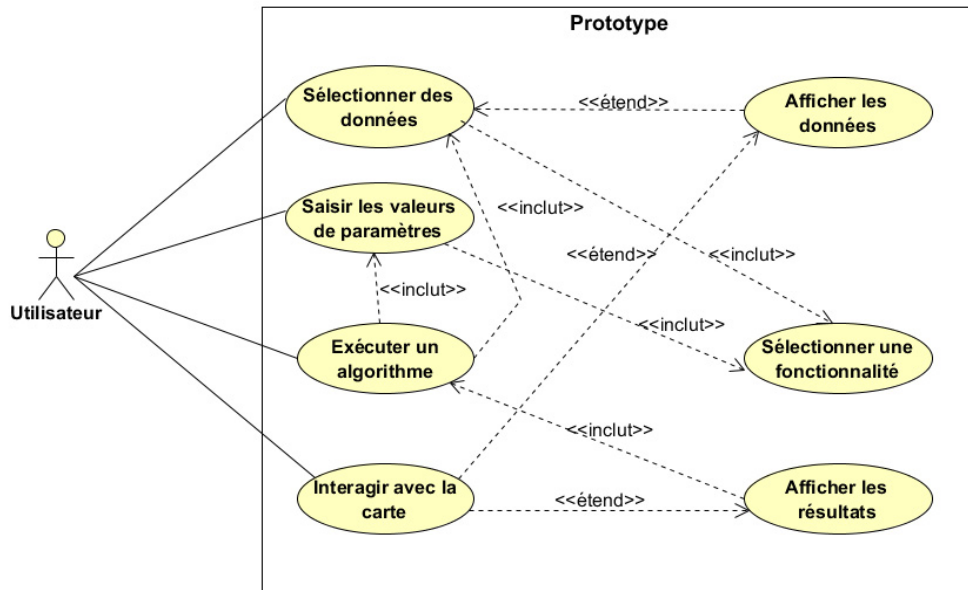 Prototype
Sélectionner des
données
<<étend>>
Afficher les
données
<<inclut>>
Saisir les valeurs
de paramètres
<<étend>>
<<inclut>>
<<inclut>>
Utilisateur
<<inclut>>
Exécuter un
algorithme
Sélectionner une
fonctionnalité
<<inclut>>
Interagir avec la
carte
<<étend>>
Afficher les
résultats